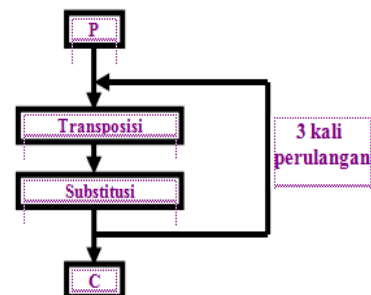 P
Transposisi
3 kali
perulangan
Substitusi
C